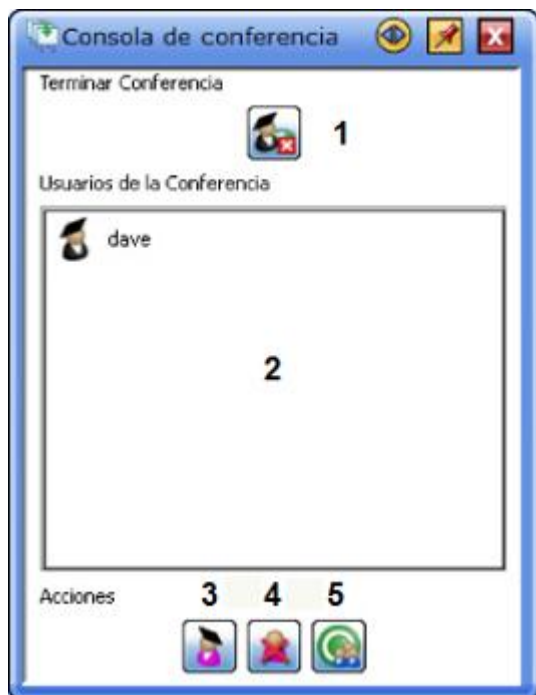 Consola de conferencia
Terminar Conferencia
1
Usuarios de la Conferencia
dave
2
Acciones 3 4 5